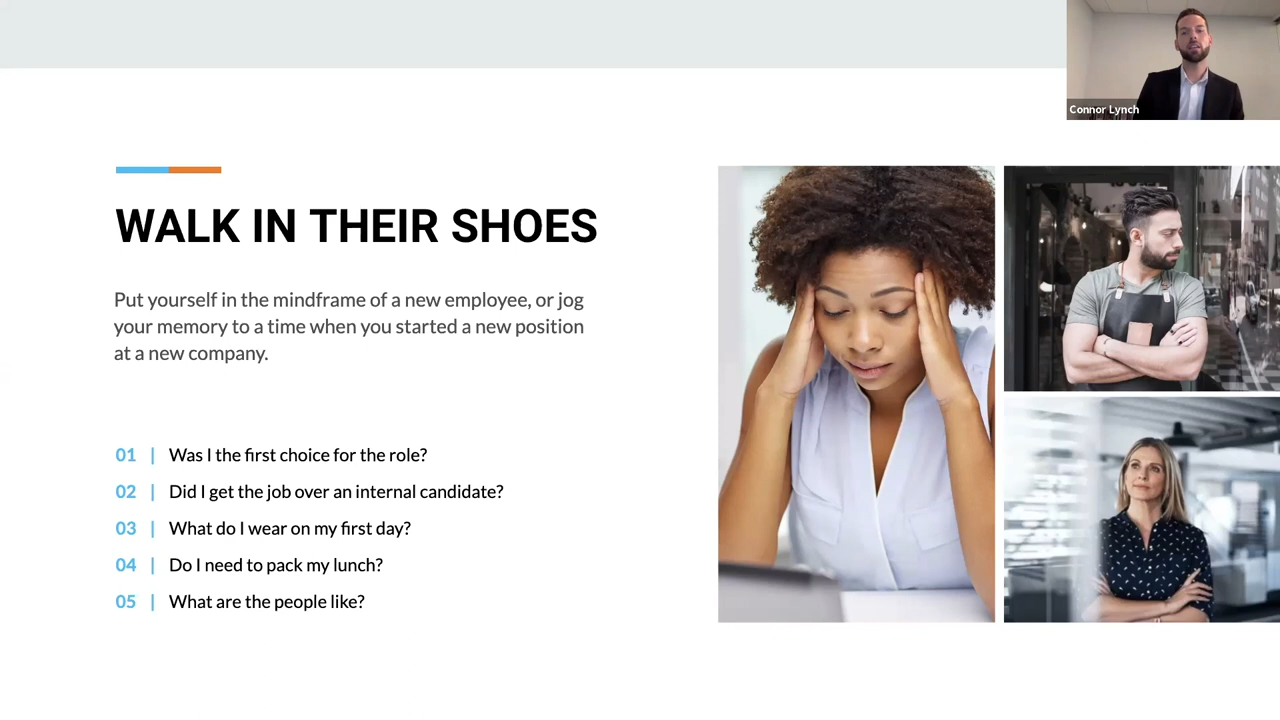 Connor Lynch
WALK IN THEIR SHOES
Put yourself in the mindframe of a new employee, or jog
your memory to a time when you started a new position
at a new company.
01 | Was I the first choice for the role?
02 | Did I get the job over an internal candidate?
03 | What do I wear on my first day?
04 | Do I need to pack my lunch?
05 | What are the people like?